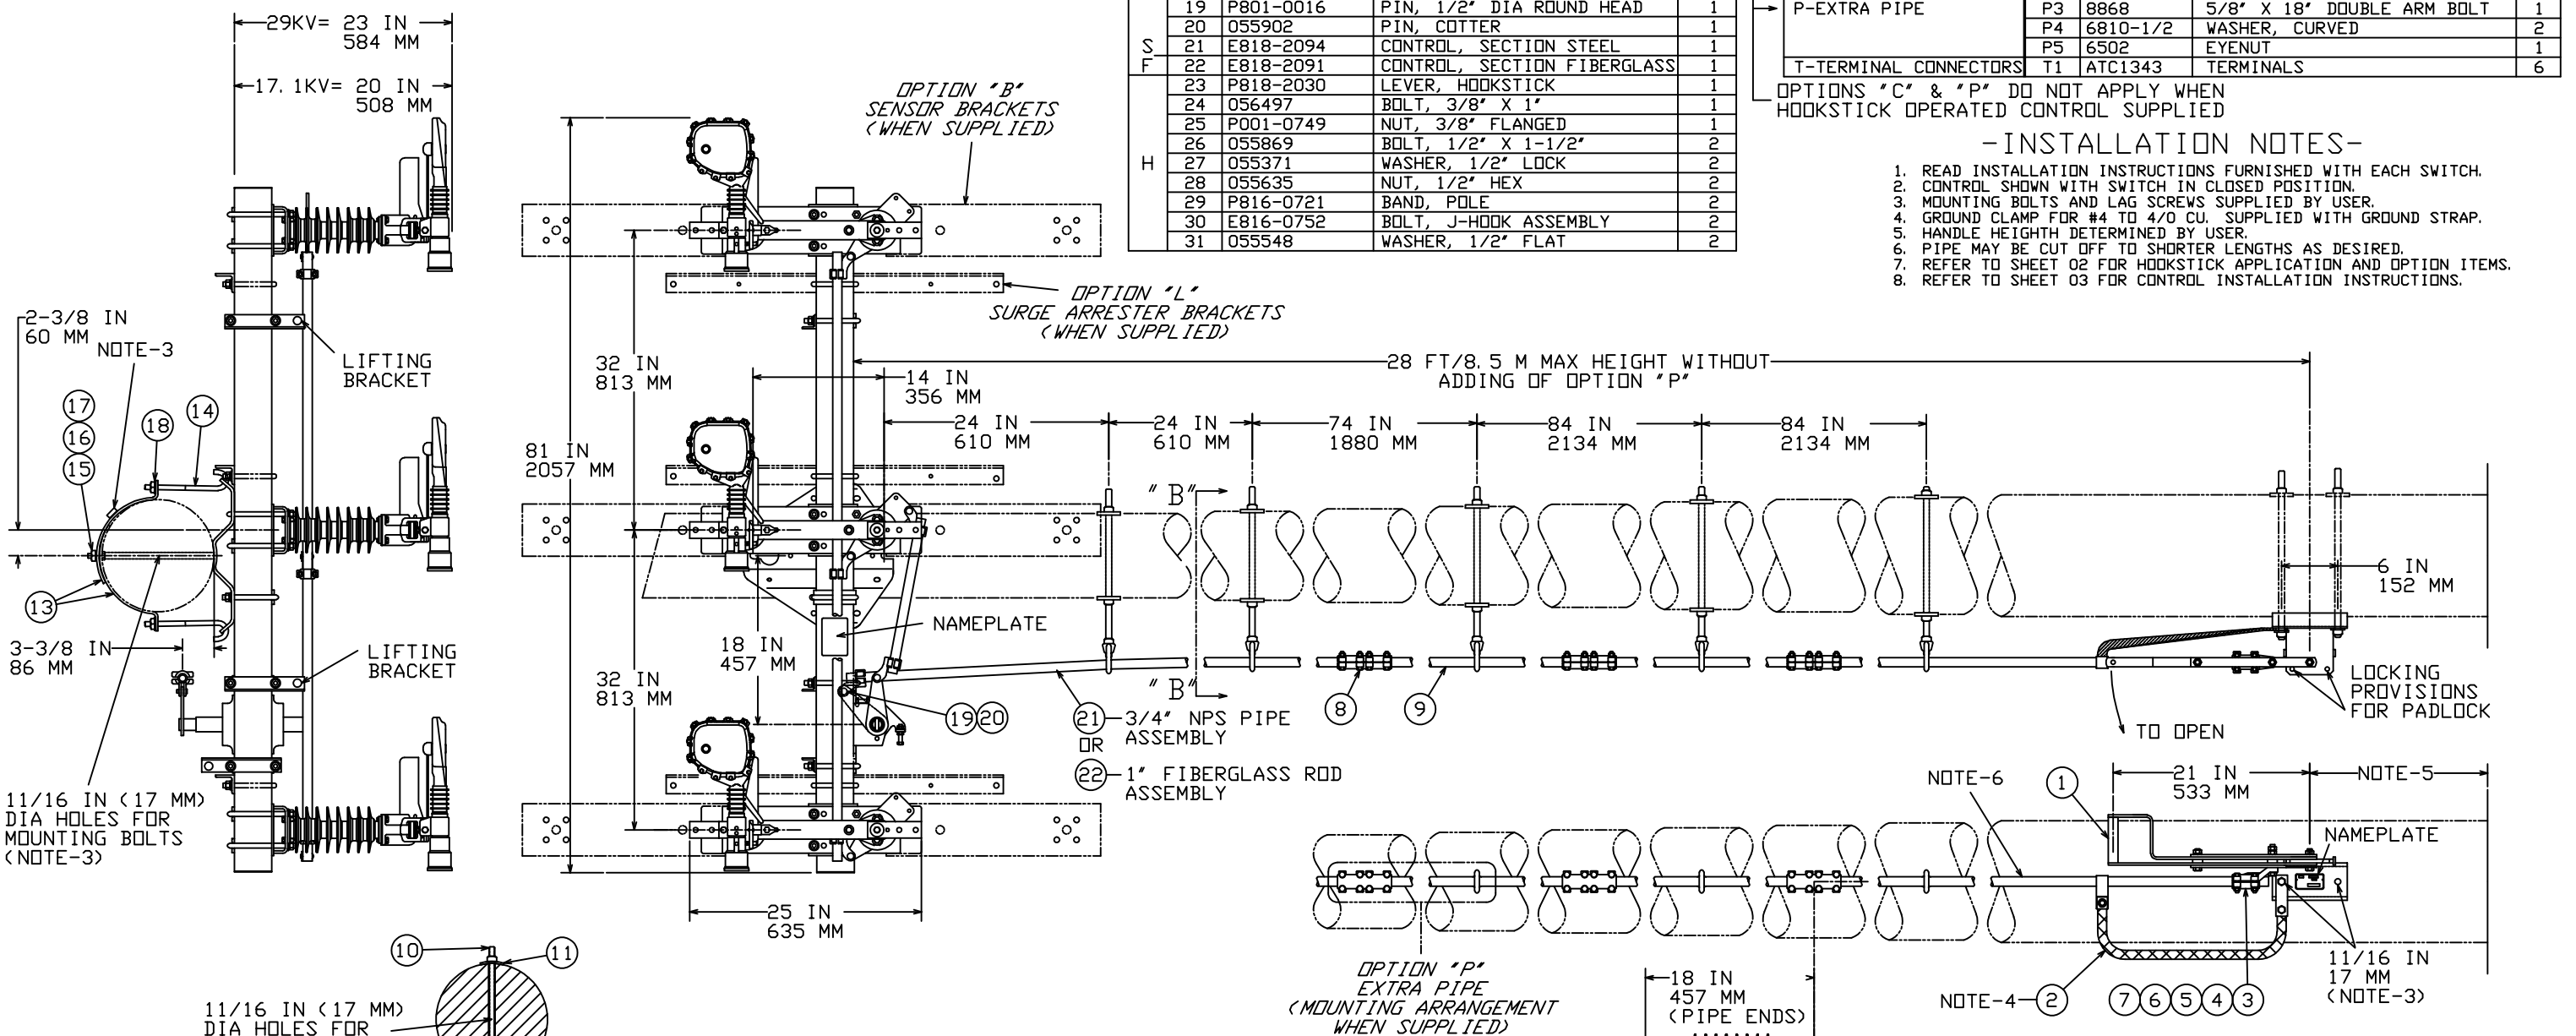 29KV= 23 IN
584 MM
17.1KV= 20 IN
508 MM
OPTION "B"
SENSOR BRACKETS
(WHEN SUPPLIED)
19 P801-0016 PIN, 1/2" DIA ROUND HEAD 1
20 055902 PIN, COTTER 1
S 21 E818-2094 CONTROL, SECTION STEEL 1
F 22 E818-2091 CONTROL, SECTION FIBERGLASS 1
23 P818-2030 LEVER, HOOKSTICK 1
24 056497 BOLT, 3/8" X 1" 1
25 P001-0749 NUT, 3/8" FLANGED 1
26 055869 BOLT, 1/2" X 1-1/2" 2
H 27 055371 WASHER, 1/2" LOCK 2
28 055635 NUT, 1/2" HEX 2
29 P816-0721 BAND, POLE 2
30 E816-0752 BOLT, J-HOOK ASSEMBLY 2
31 055548 WASHER, 1/2" FLAT 2
P-EXTRA PIPE P3 8868 5/8" X 18" DOUBLE ARM BOLT 1
P4 6810-1/2 WASHER, CURVED 2
P5 6502 EYENUT 1
T-TERMINAL CONNECTORS T1 ATC1343 TERMINALS 6
OPTIONS "C" & "P" DO NOT APPLY WHEN
HOOKSTICK OPERATED CONTROL SUPPLIED
-INSTALLATION NOTES-
1. READ INSTALLATION INSTRUCTIONS FURNISHED WITH EACH SWITCH.
2. CONTROL SHOWN WITH SWITCH IN CLOSED POSITION.
3. MOUNTING BOLTS AND LAG SCREWS SUPPLIED BY USER.
4. GROUND CLAMP FOR #4 TO 4/0 CU. SUPPLIED WITH GROUND STRAP.
5. HANDLE HEIGHTH DETERMINED BY USER.
6. PIPE MAY BE CUT OFF TO SHORTER LENGTHS AS DESIRED.
7. REFER TO SHEET 02 FOR HOOKSTICK APPLICATION AND OPTION ITEMS.
8. REFER TO SHEET 03 FOR CONTROL INSTALLATION INSTRUCTIONS.
OPTION "L"
SURGE ARRESTER BRACKETS
(WHEN SUPPLIED)
2-3/8 IN
60 MM
NOTE-3
LIFTING
BRACKET
17
16
15
18
14
13
3-3/8 IN
86 MM
LIFTING
BRACKET
11/16 IN (17 MM)
DIA HOLES FOR
MOUNTING BOLTS
(NOTE-3)
32 IN
813 MM
81 IN
2057 MM
14 IN
356 MM
28 FT/8.5 M MAX HEIGHT WITHOUT
ADDING OF OPTION "P"
24 IN
610 MM
24 IN
610 MM
74 IN
1880 MM
84 IN
2134 MM
84 IN
2134 MM
"B"
"B"
6 IN
152 MM
NAMEPLATE
18 IN
457 MM
32 IN
813 MM
19 20
21 3/4" NPS PIPE
ASSEMBLY
OR
22 1" FIBERGLASS ROD
ASSEMBLY
8
9
LOCKING
PROVISIONS
FOR PADLOCK
TO OPEN
25 IN
635 MM
NOTE-6
1
21 IN
533 MM
NOTE-5
NAMEPLATE
OPTION "P"
EXTRA PIPE
(MOUNTING ARRANGEMENT
WHEN SUPPLIED)
18 IN
457 MM
(PIPE ENDS)
NOTE-4 2
7 6 5 4 3
11/16 IN
17 MM
(NOTE-3)
10
11
11/16 IN (17 MM)
DIA HOLES FOR